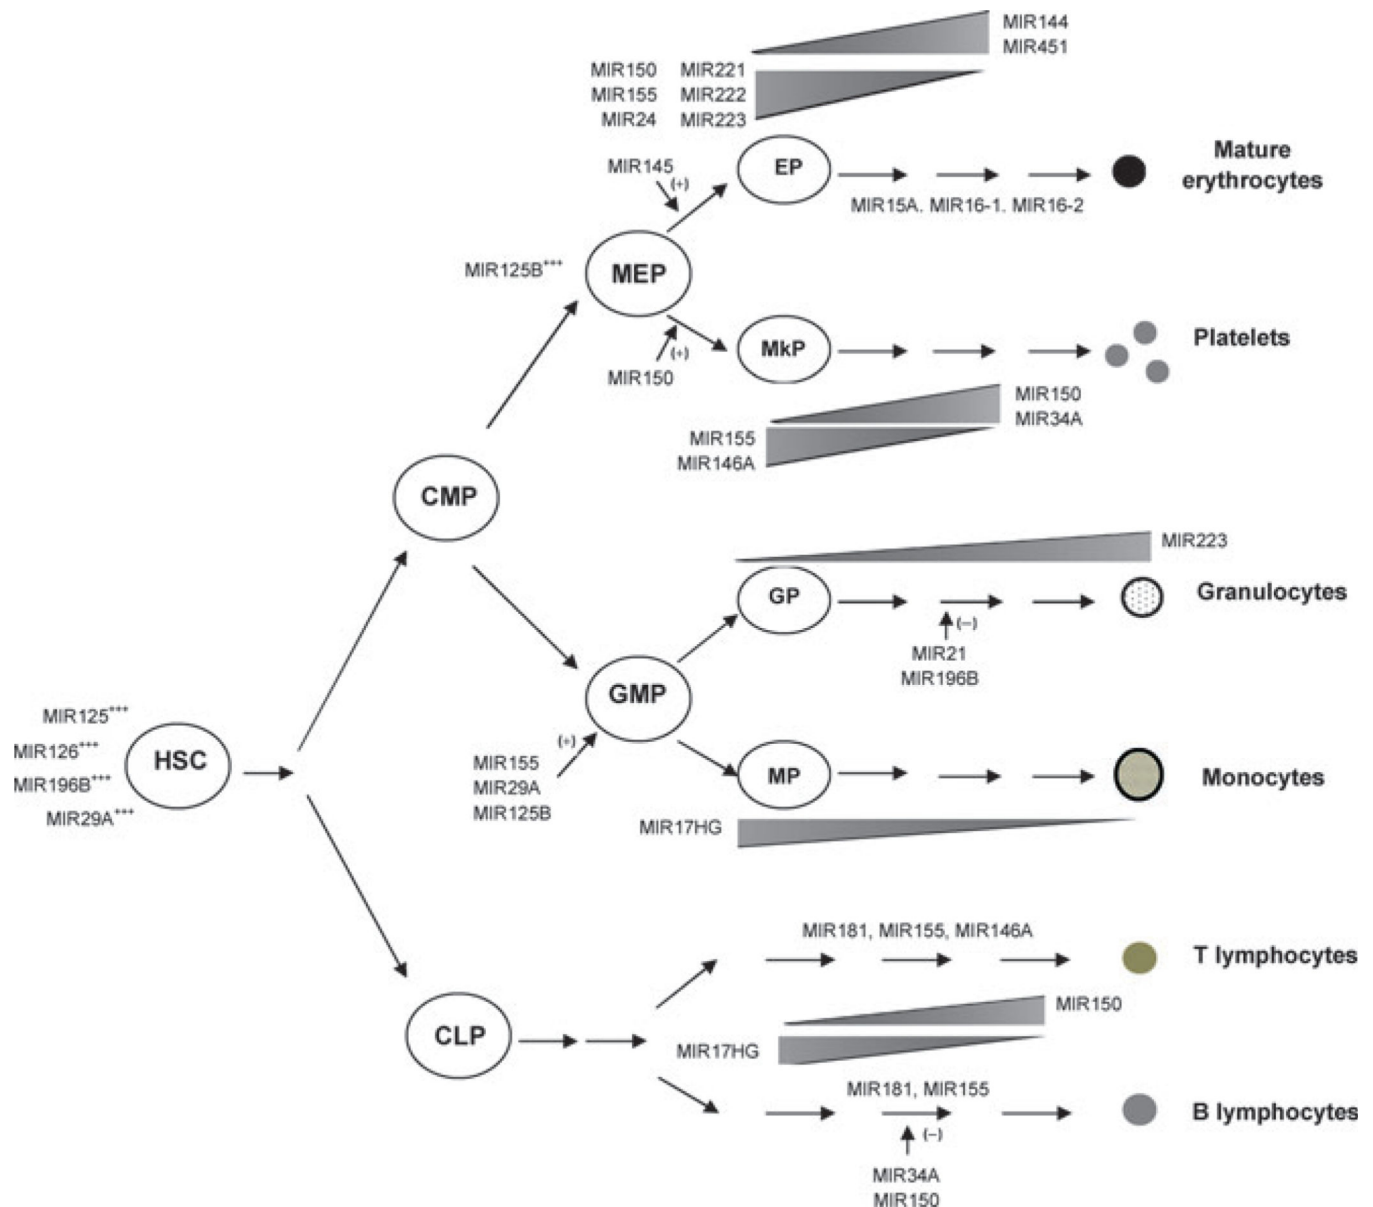 MIR144
MIR451
MIR150 MIR221
MIR155 MIR222
MIR24 MIR223
MIR145
(+)
EP
Mature
erythrocytes
MIR15A. MIR16-1. MIR16-2
MIR125B+++
MEP
MkP
Platelets
(+)
MIR150
MIR150
MIR34A
MIR155
MIR146A
CMP
MIR223
GP
Granulocytes
(–)
MIR21
MIR196B
GMP
(+)
MIR155
MIR29A
MIR125B
MP
Monocytes
MIR17HG
MIR125+++
MIR126+++
MIR196B+++
MIR29A+++
HSC
MIR181, MIR155, MIR146A
T lymphocytes
MIR150
CLP
MIR17HG
MIR181, MIR155
B lymphocytes
(–)
MIR34A
MIR150